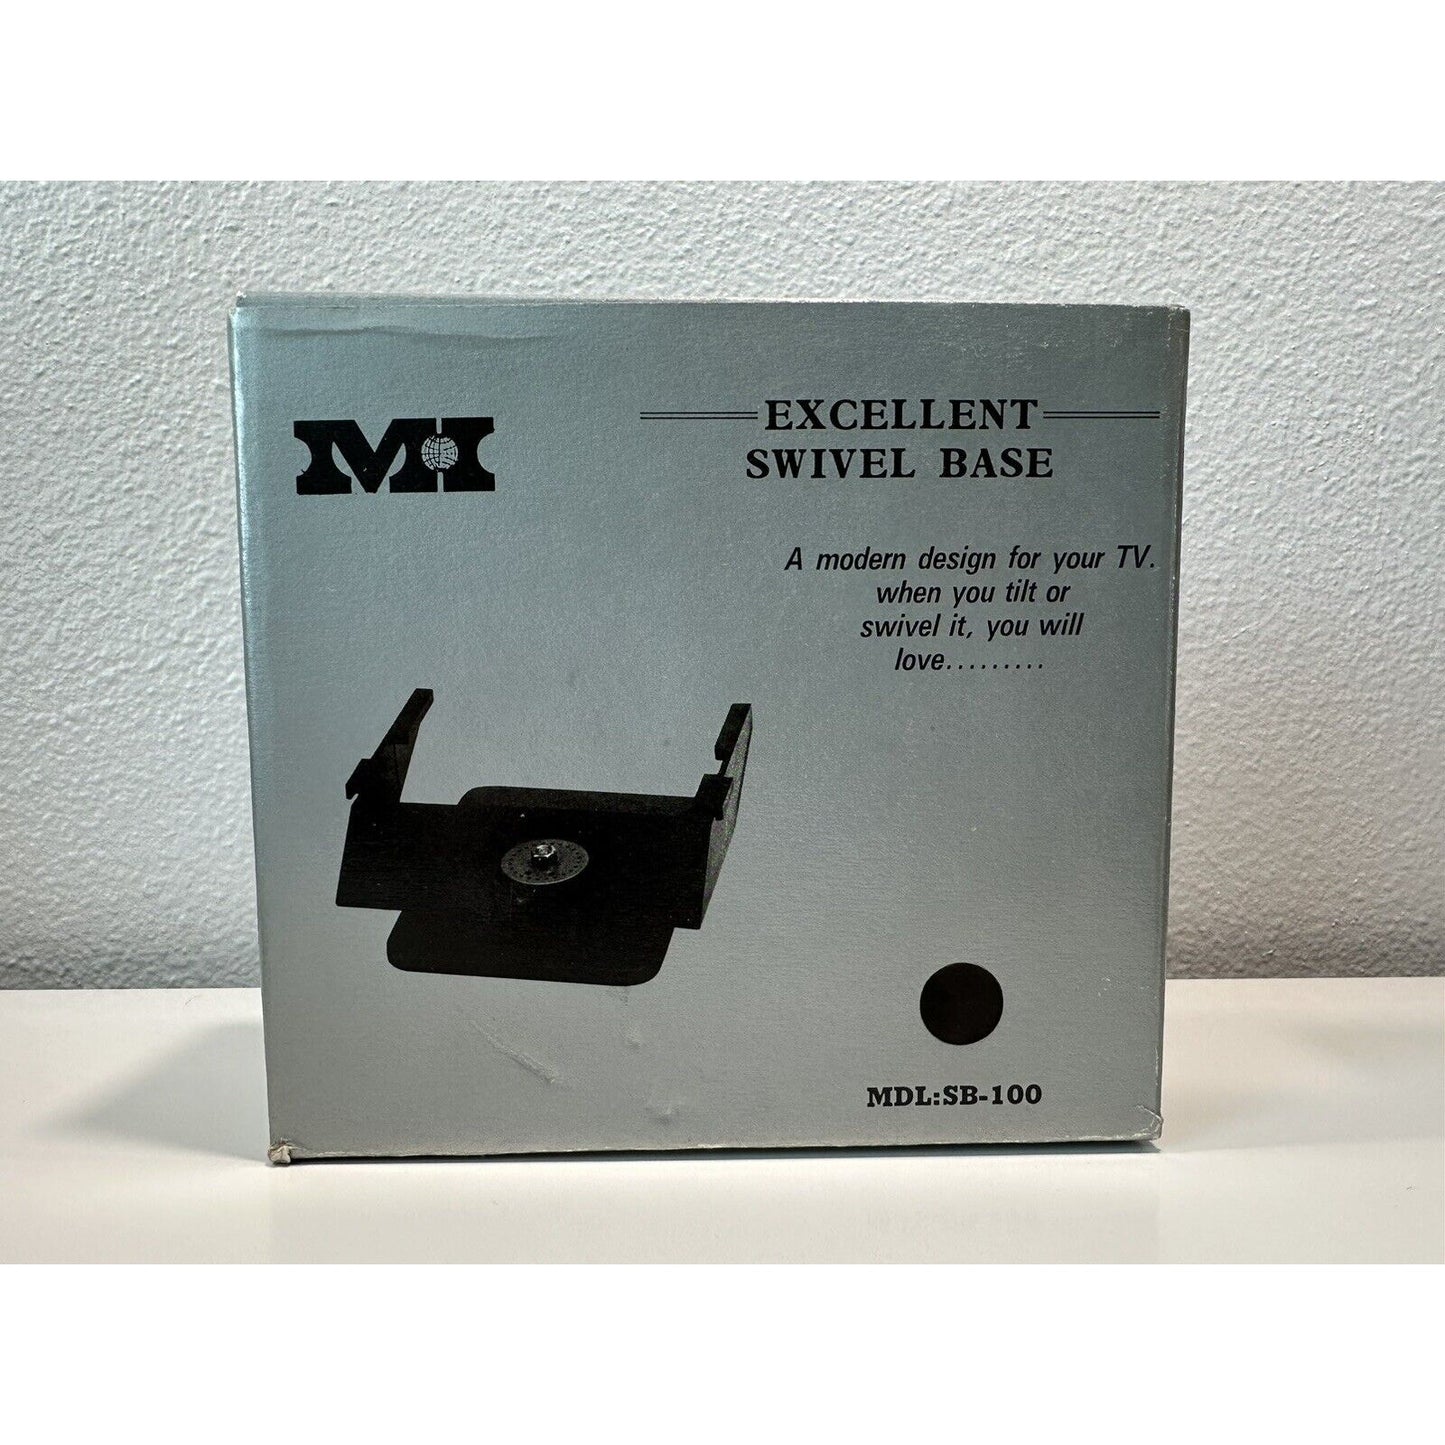 MH
EXCELLENT
SWIVEL BASE
A modern design for your TV.
when you tilt or
swivel it, you will
love.........
MDL:SB-100